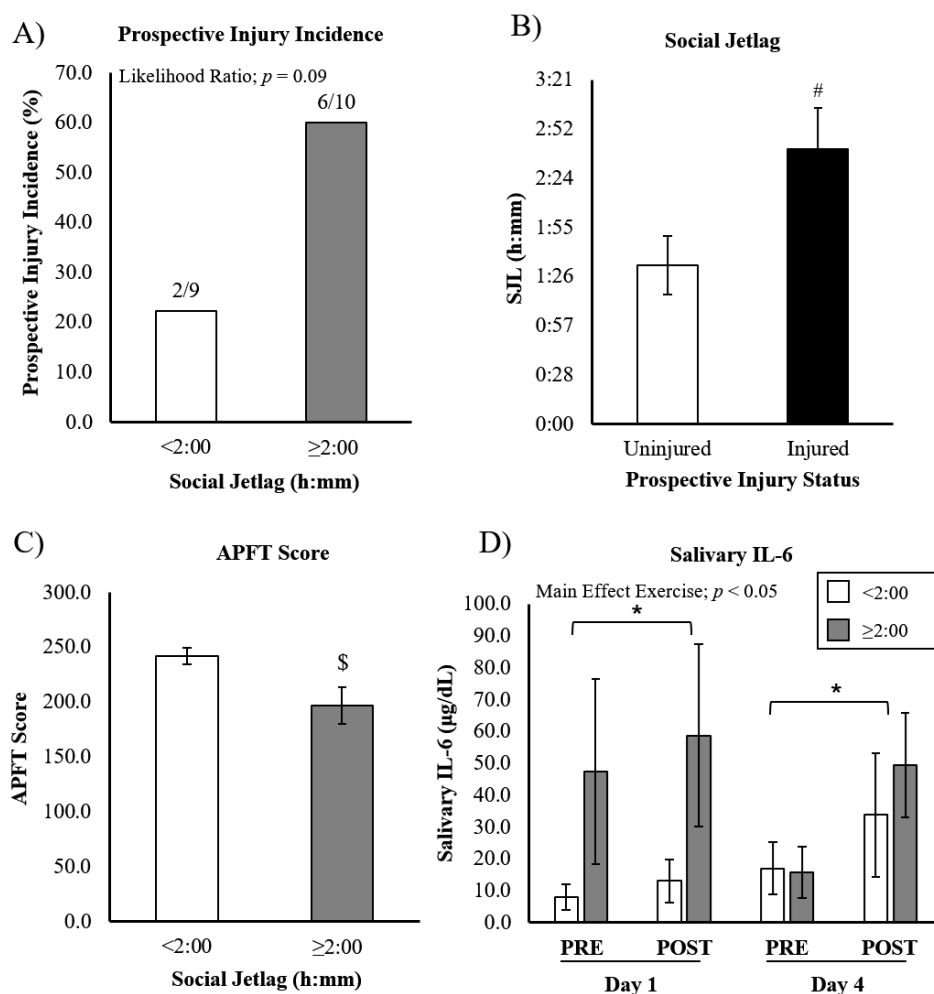 A)
Prospective Injury Incidence
Likelihood Ratio; p = 0.09
Prospective Injury Incidence (%)
70.0
60.0
50.0
40.0
30.0
20.0
10.0
0.0
2/9
6/10
<2:00
≥2:00
Social Jetlag (h:mm)
B)
Social Jetlag
SJL (h:mm)
3:21
2:52
2:24
1:55
1:26
0:57
0:28
0:00
#
Uninjured
Injured
Prospective Injury Status
C)
APFT Score
APFT Score
300.0
250.0
200.0
150.0
100.0
50.0
0.0
$
<2:00
≥2:00
Social Jetlag (h:mm)
D)
Salivary IL-6
Main Effect Exercise; p < 0.05
<2:00
≥2:00
Salivary IL-6 (µg/dL)
100.0
90.0
80.0
70.0
60.0
50.0
40.0
30.0
20.0
10.0
0.0
*
*
PRE
POST
PRE
POST
Day 1
Day 4